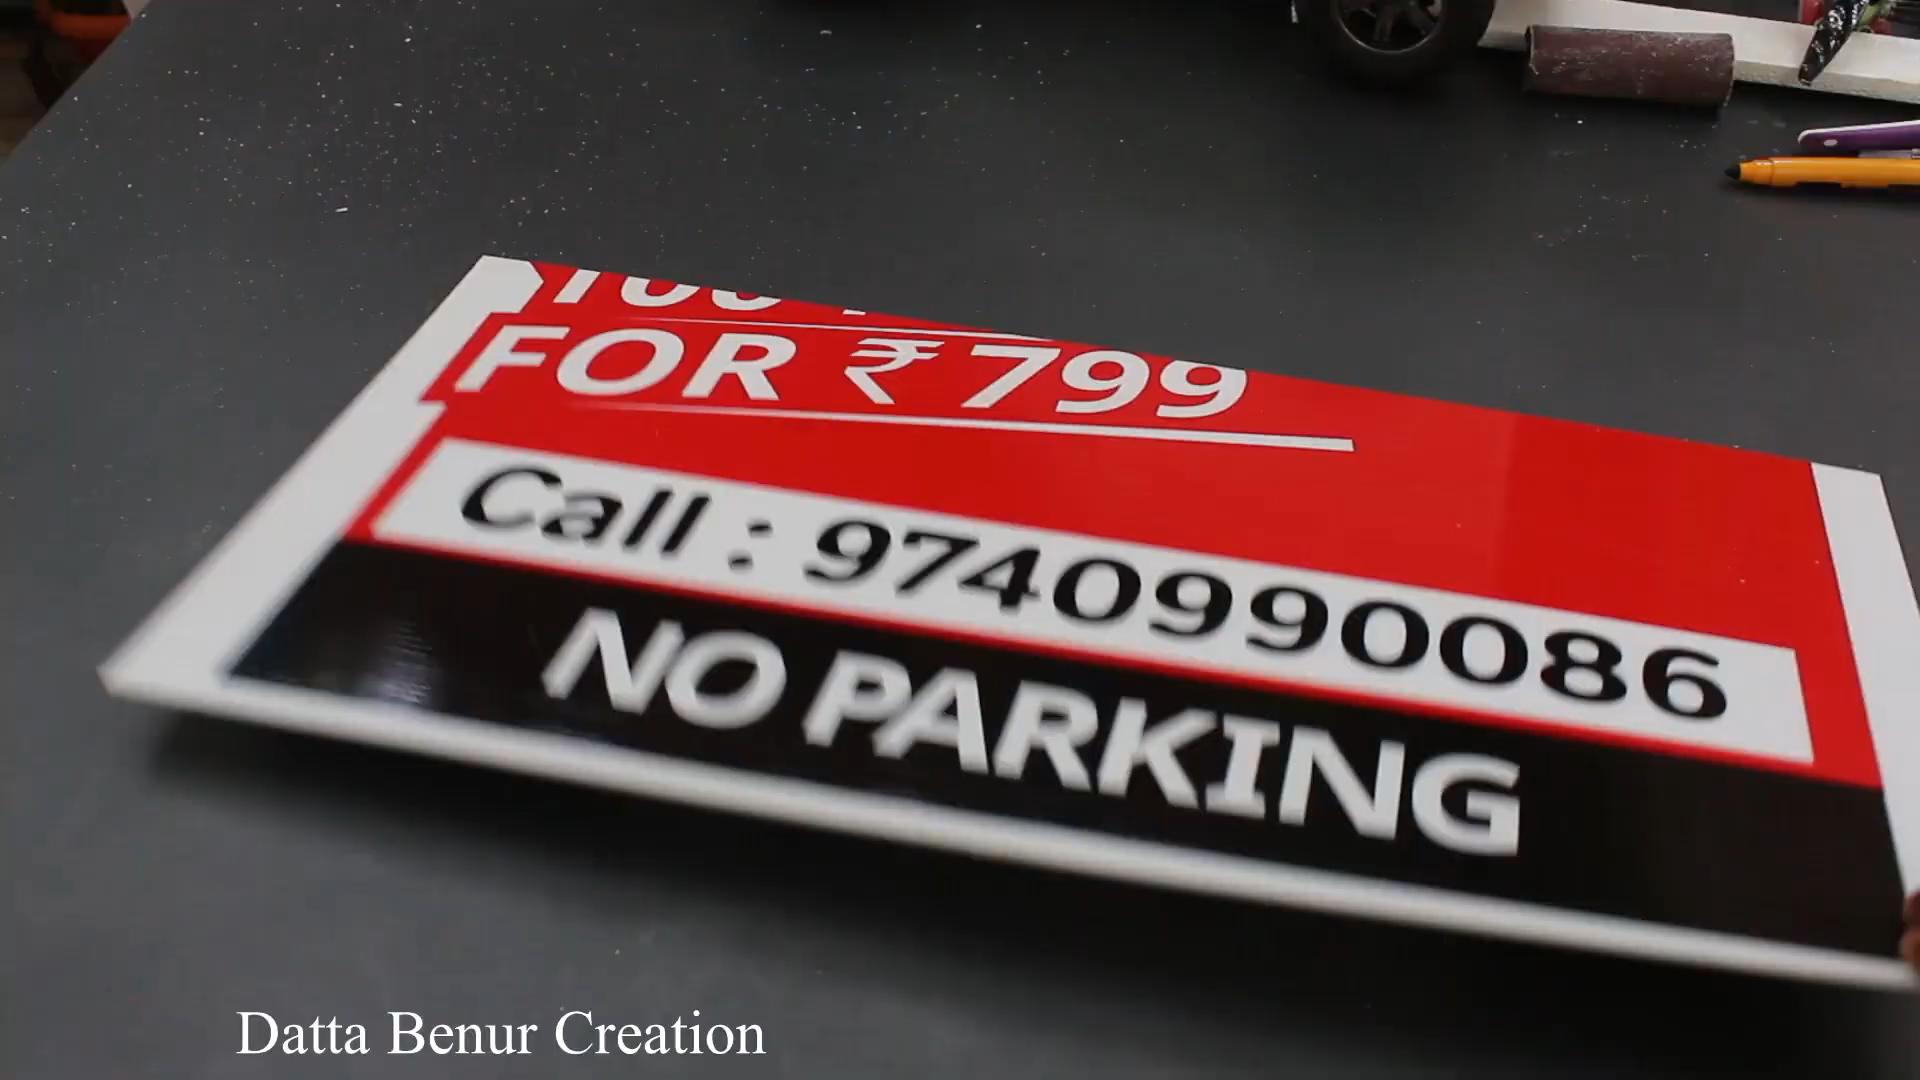 FOR ₹ 799
Call : 9740990086
NO PARKING
Datta Benur Creation